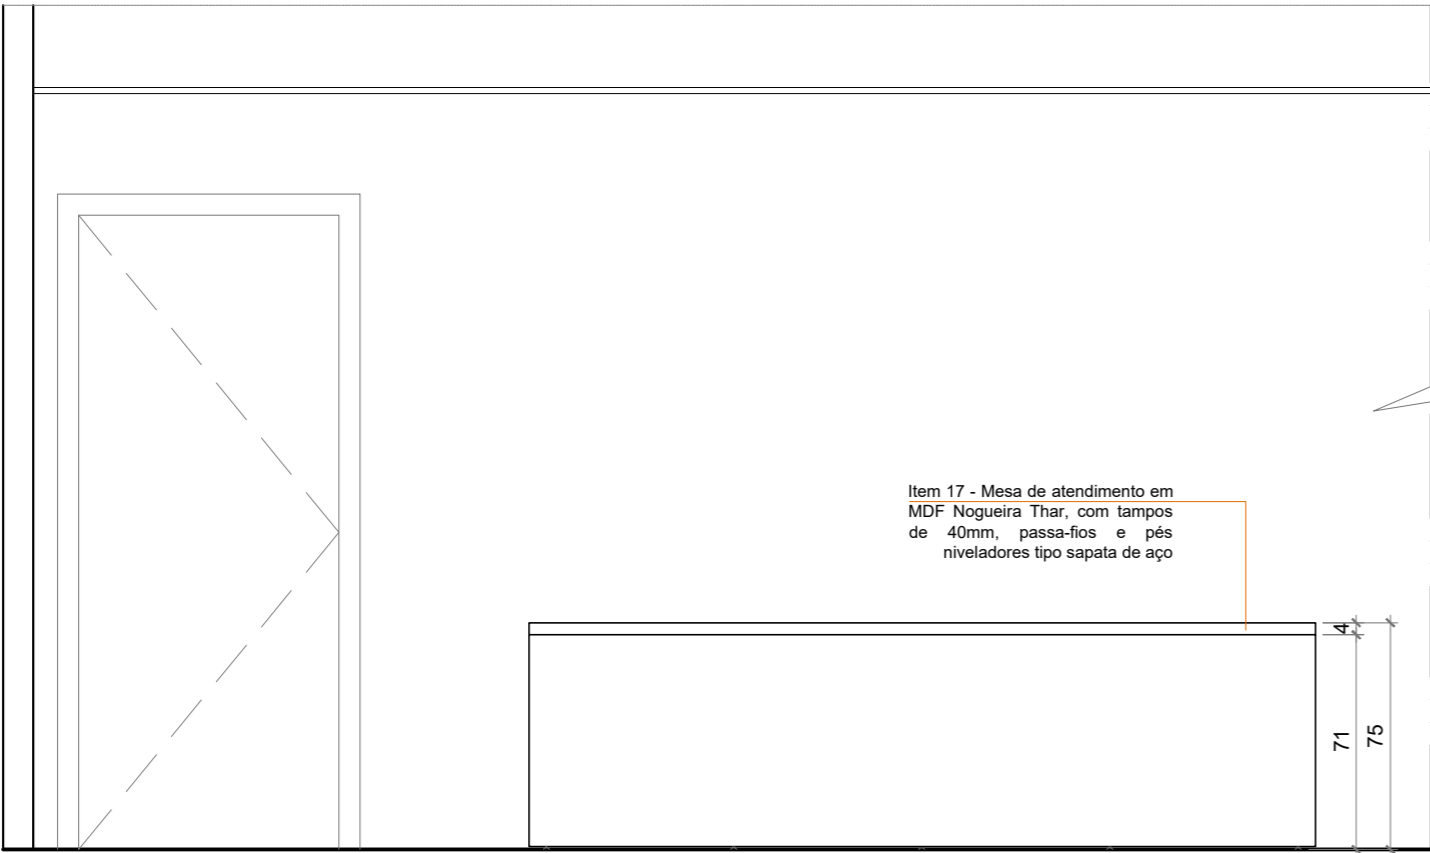 Item 17 - Mesa de atendimento em
MDF Nogueira Thar, com tampos
de 40mm, passa-fios e pés
niveladores tipo sapata de aço
4
71
75